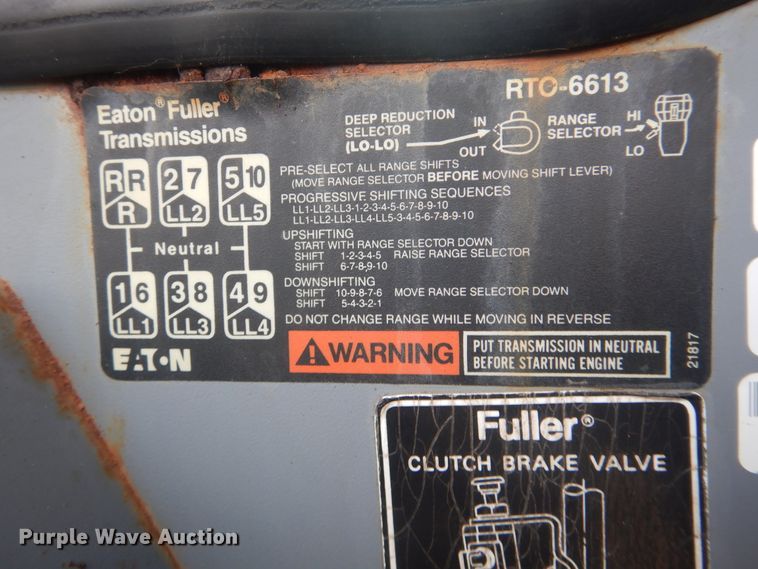 Eaton® Fuller®
Transmissions
RTO-6613
DEEP REDUCTION
SELECTOR
(LO-LO)
IN
OUT
RANGE
SELECTOR
HI
LO
RR 2 7 5 10
R LL2 LL5
Neutral
1 6 3 8 4 9
LL1 LL3 LL4
EATON
PRE-SELECT ALL RANGE SHIFTS
(MOVE RANGE SELECTOR BEFORE MOVING SHIFT LEVER)
PROGRESSIVE SHIFTING SEQUENCES
LL1-LL2-LL3-1-2-3-4-5-6-7-8-9-10
LL1-LL2-LL3-LL4-LL5-3-4-5-6-7-8-9-10
UPSHIFTING
START WITH RANGE SELECTOR DOWN
SHIFT 1-2-3-4-5 RAISE RANGE SELECTOR
SHIFT 6-7-8-9-10
DOWNSHIFTING
SHIFT 10-9-8-7-6 MOVE RANGE SELECTOR DOWN
SHIFT 5-4-3-2-1
DO NOT CHANGE RANGE WHILE MOVING IN REVERSE
WARNING
PUT TRANSMISSION IN NEUTRAL
BEFORE STARTING ENGINE
21817
Fuller®
CLUTCH BRAKE VALVE
Purple Wave Auction